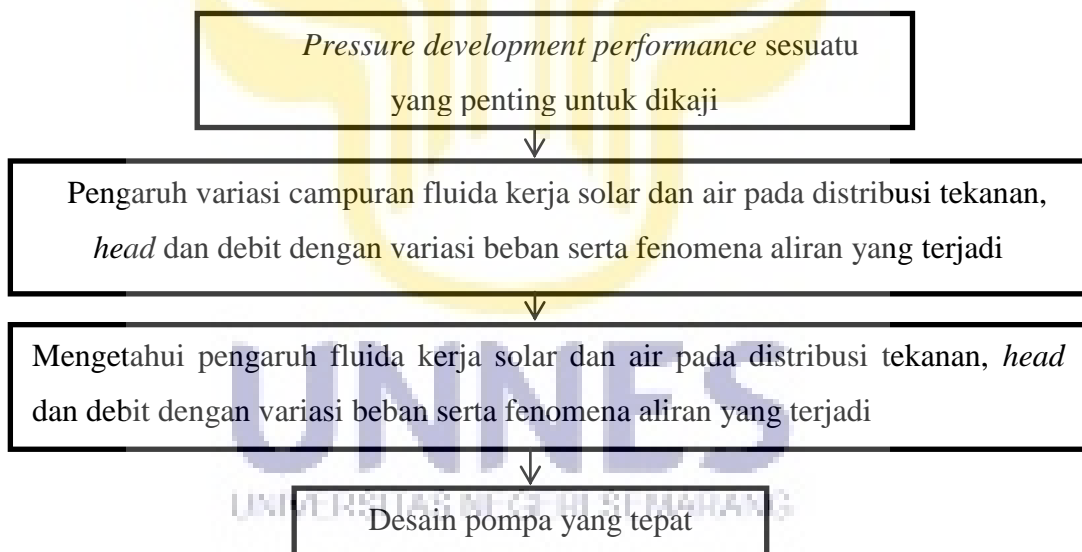 Pressure development performance sesuatu
yang penting untuk dikaji
Pengaruh variasi campuran fluida kerja solar dan air pada distribusi tekanan,
head dan debit dengan variasi beban serta fenomena aliran yang terjadi
Mengetahui pengaruh fluida kerja solar dan air pada distribusi tekanan, head
dan debit dengan variasi beban serta fenomena aliran yang terjadi
UNNES
UNIVERSITAS NEGERI SEMARANG
Desain pompa yang tepat